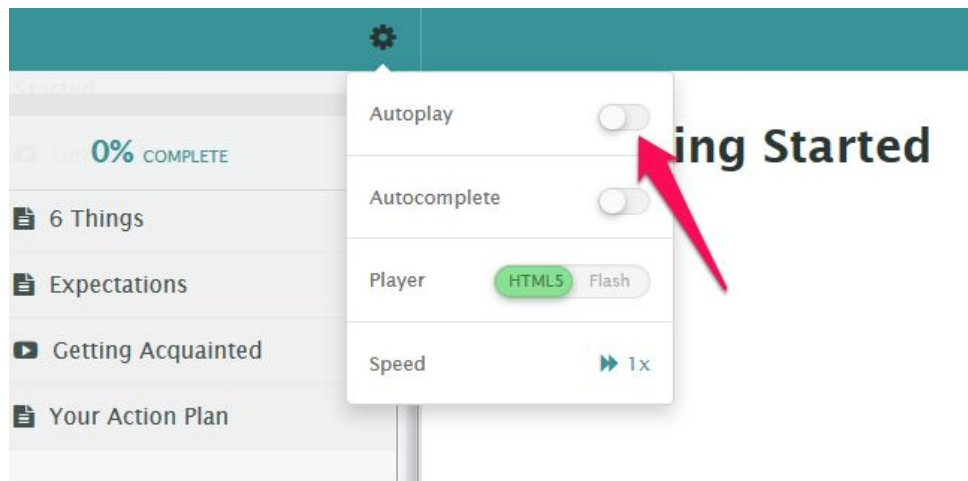 Started
0% COMPLETE
6 Things
Expectations
Getting Acquainted
Your Action Plan
Autoplay
Autocomplete
Player HTML5 Flash
Speed 1x
ing Started